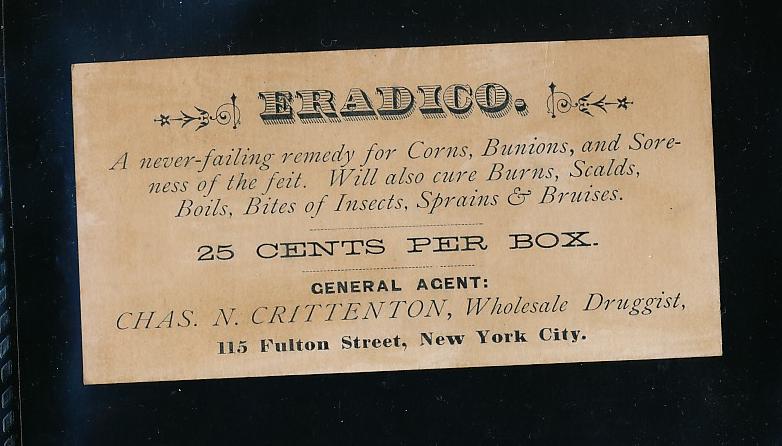 ERADICO.
A never-failing remedy for Corns, Bunions, and Sore-
ness of the feit. Will also cure Burns, Scalds,
Boils, Bites of Insects, Sprains & Bruises.
25 CENTS PER BOX.
GENERAL AGENT:
CHAS. N. CRITTENTON, Wholesale Druggist,
115 Fulton Street, New York City.